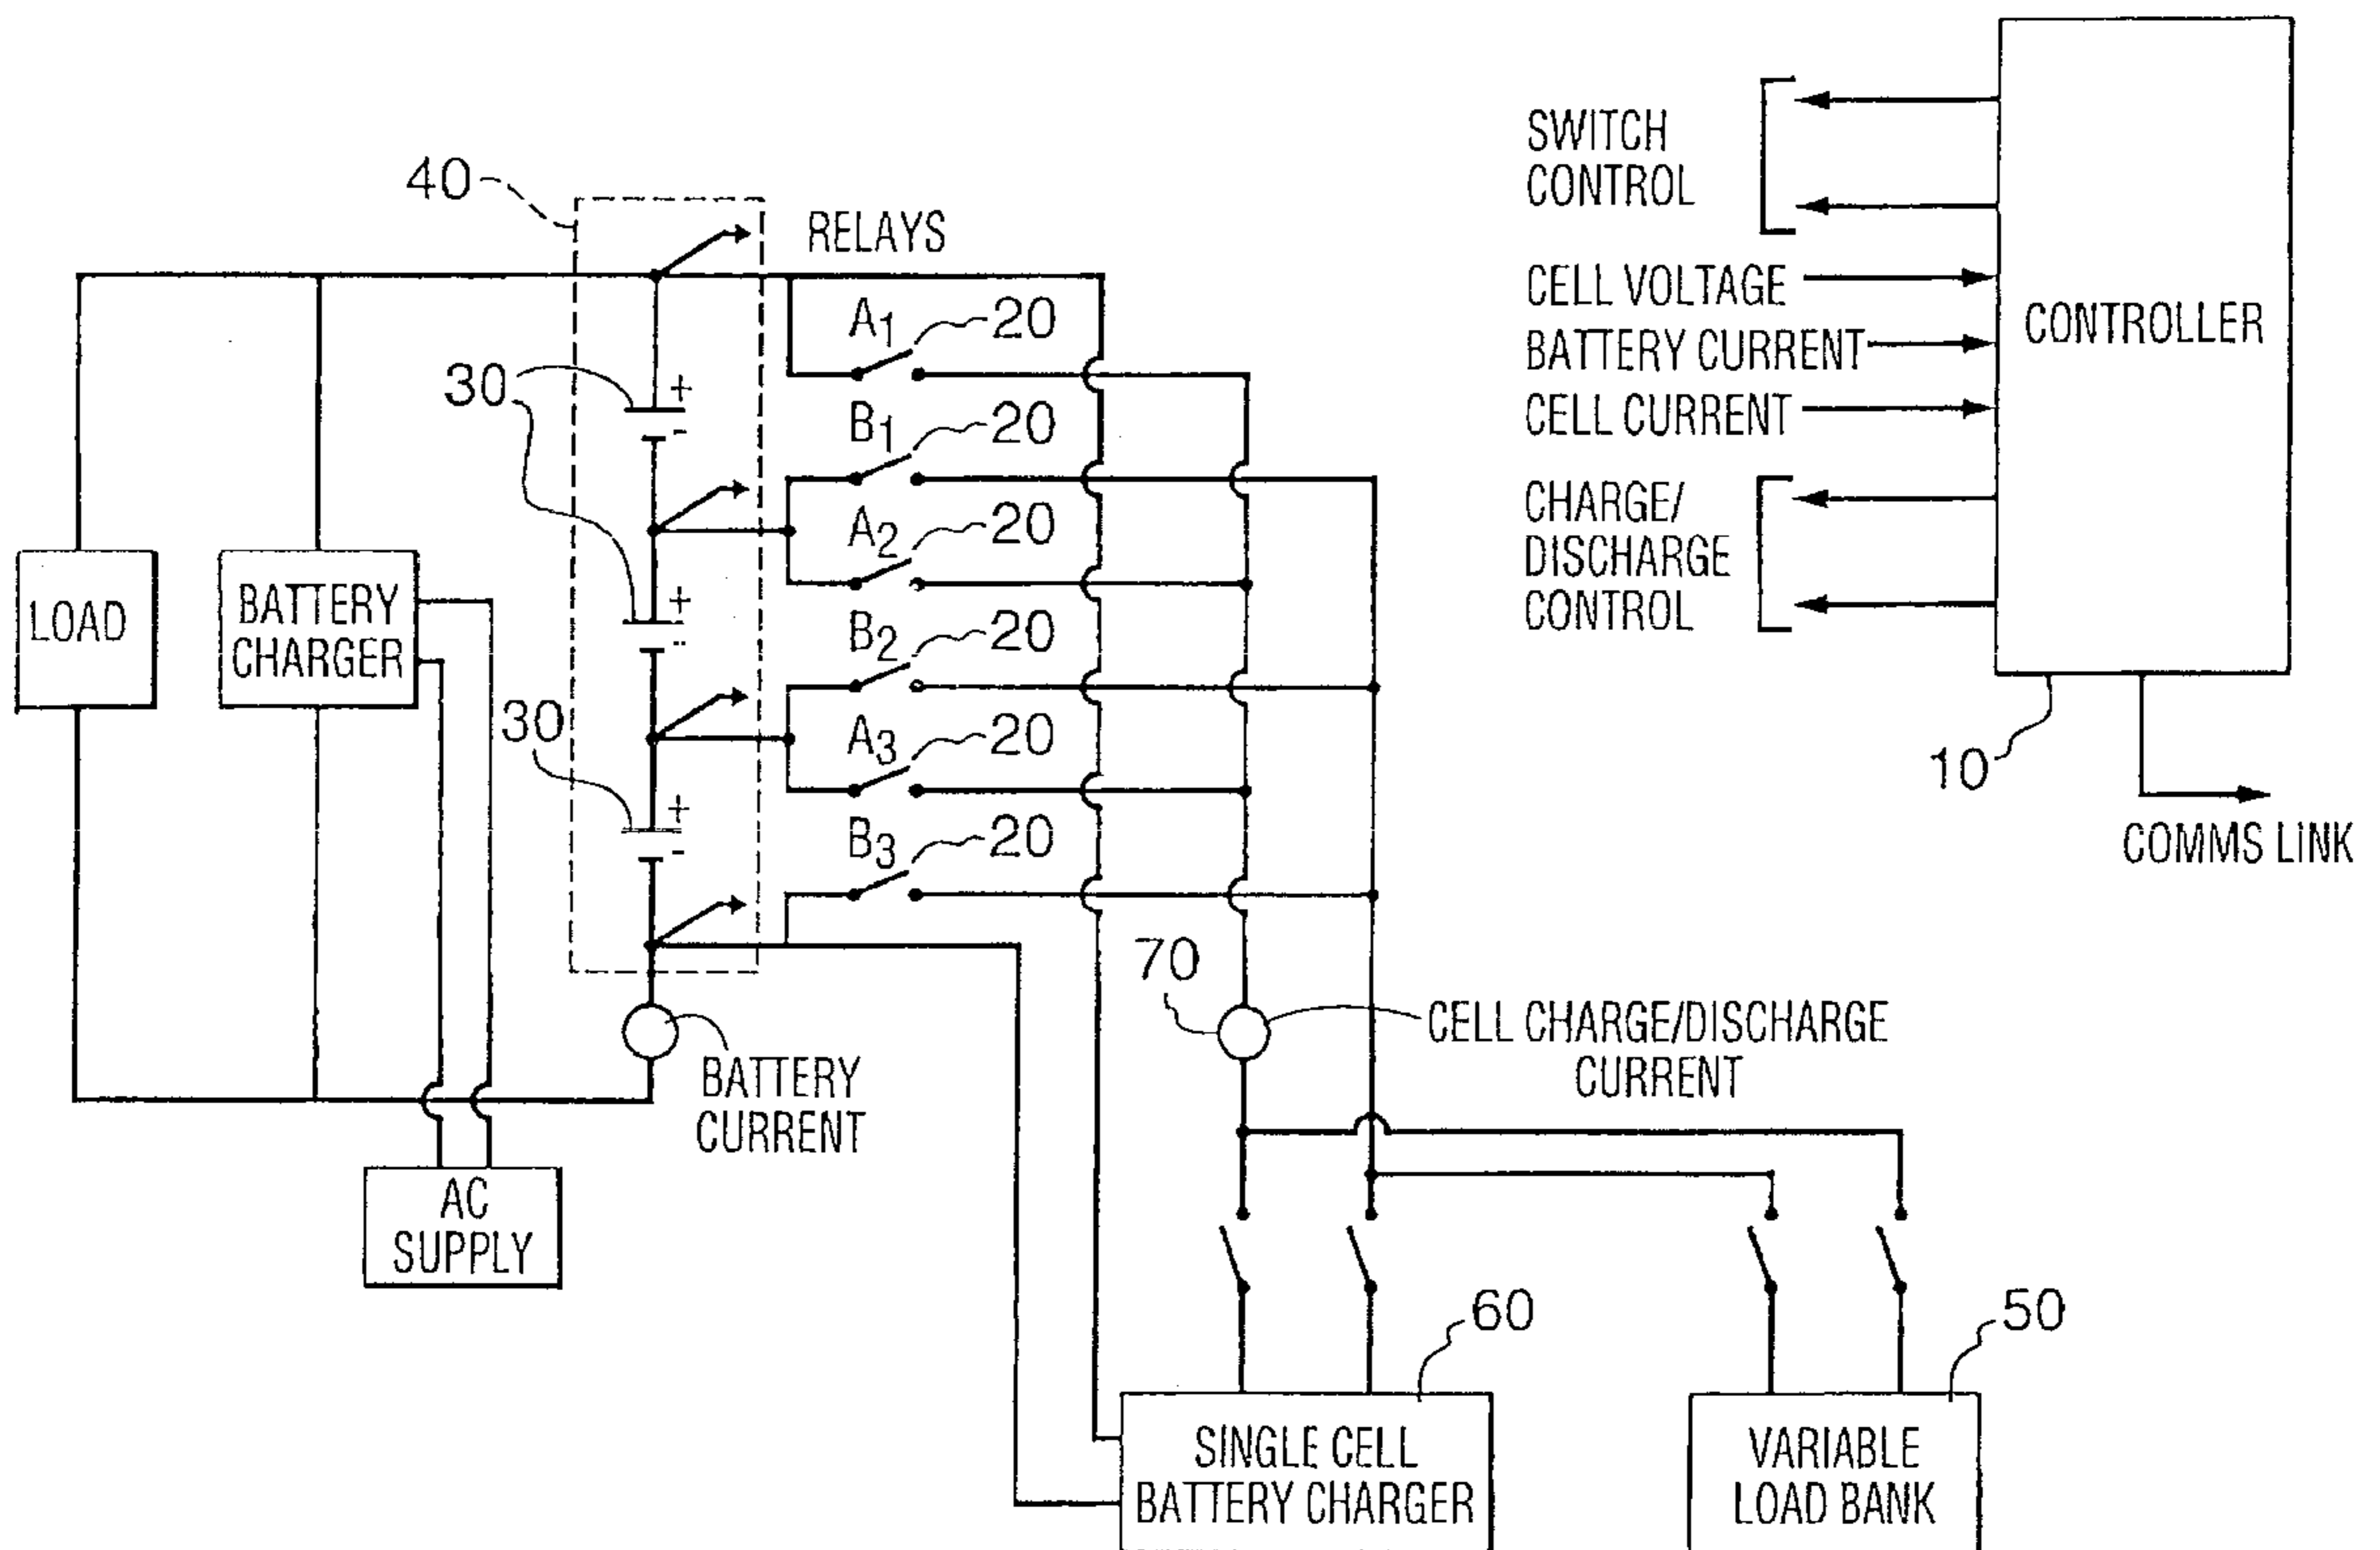 40
RELAYS
SWITCH
CONTROL
A1 20
CELL VOLTAGE
BATTERY CURRENT
CELL CURRENT
CONTROLLER
30
+
-
B1 20
A2 20
CHARGE/
DISCHARGE
CONTROL
LOAD
BATTERY
CHARGER
+
-
B2 20
30
A3 20
10
+
-
B3 20
COMMS LINK
70
CELL CHARGE/DISCHARGE
CURRENT
BATTERY
CURRENT
AC
SUPPLY
60
50
SINGLE CELL
BATTERY CHARGER
VARIABLE
LOAD BANK